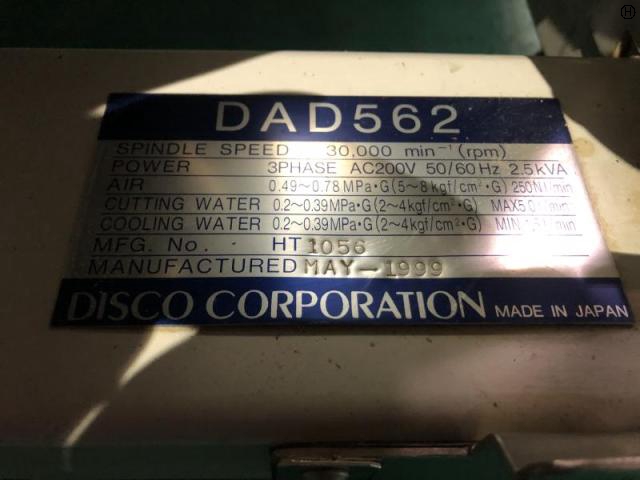 H
DAD562
SPINDLE SPEED 30,000 min⁻¹ (rpm)
POWER 3PHASE AC200V 50/60Hz 2.5kVA
AIR 0.49~0.78MPa·G(5~8kgf/cm²·G) 250Nl/min
CUTTING WATER 0.2~0.39MPa·G(2~4kgf/cm²·G)
COOLING WATER 0.2~0.39MPa·G(2~4kgf/cm²·G) MIN
MFG. No. HT1056
MANUFACTURED MAY-1999
DISCO CORPORATION MADE IN JAPAN